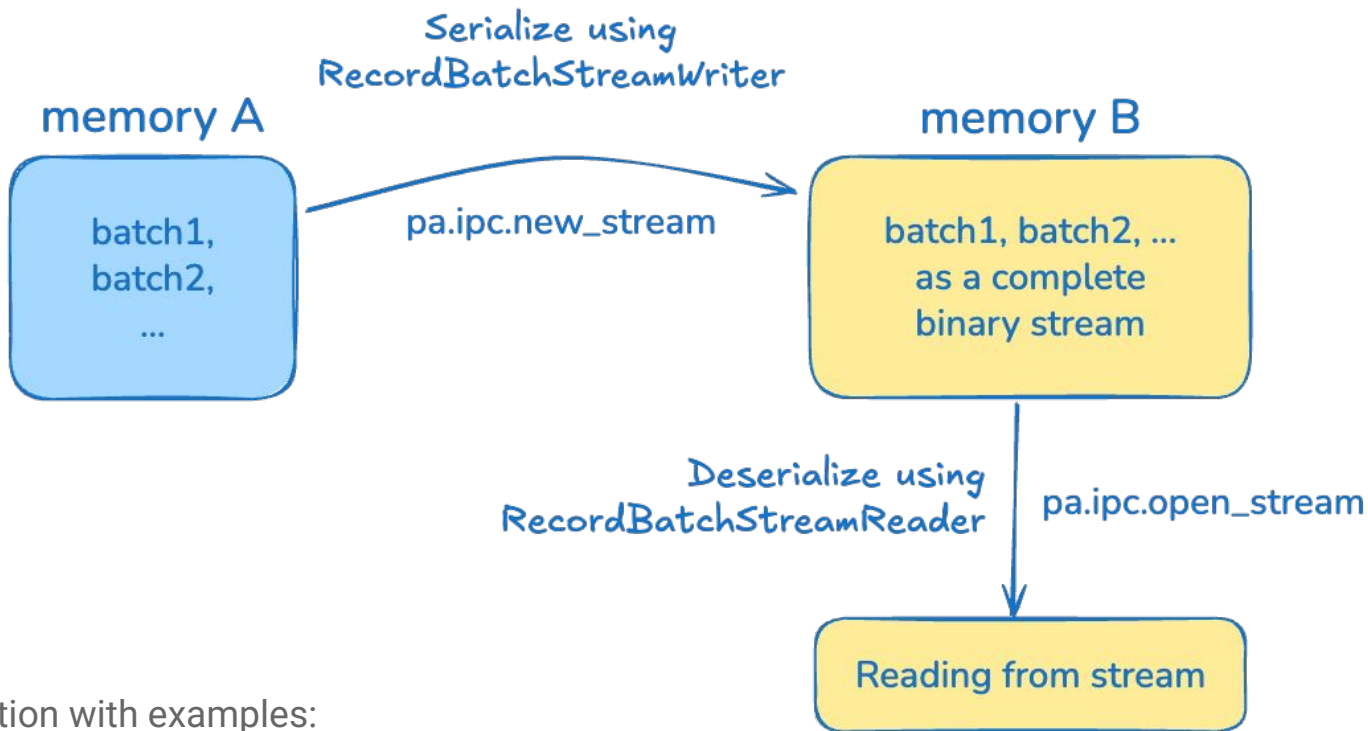 Serialize using
RecordBatchStreamWriter
memory A
memory B
batch1,
batch2,
...
pa.ipc.new_stream
batch1, batch2, ...
as a complete
binary stream
Deserialize using
RecordBatchStreamReader
pa.ipc.open_stream
Reading from stream
tion with examples: